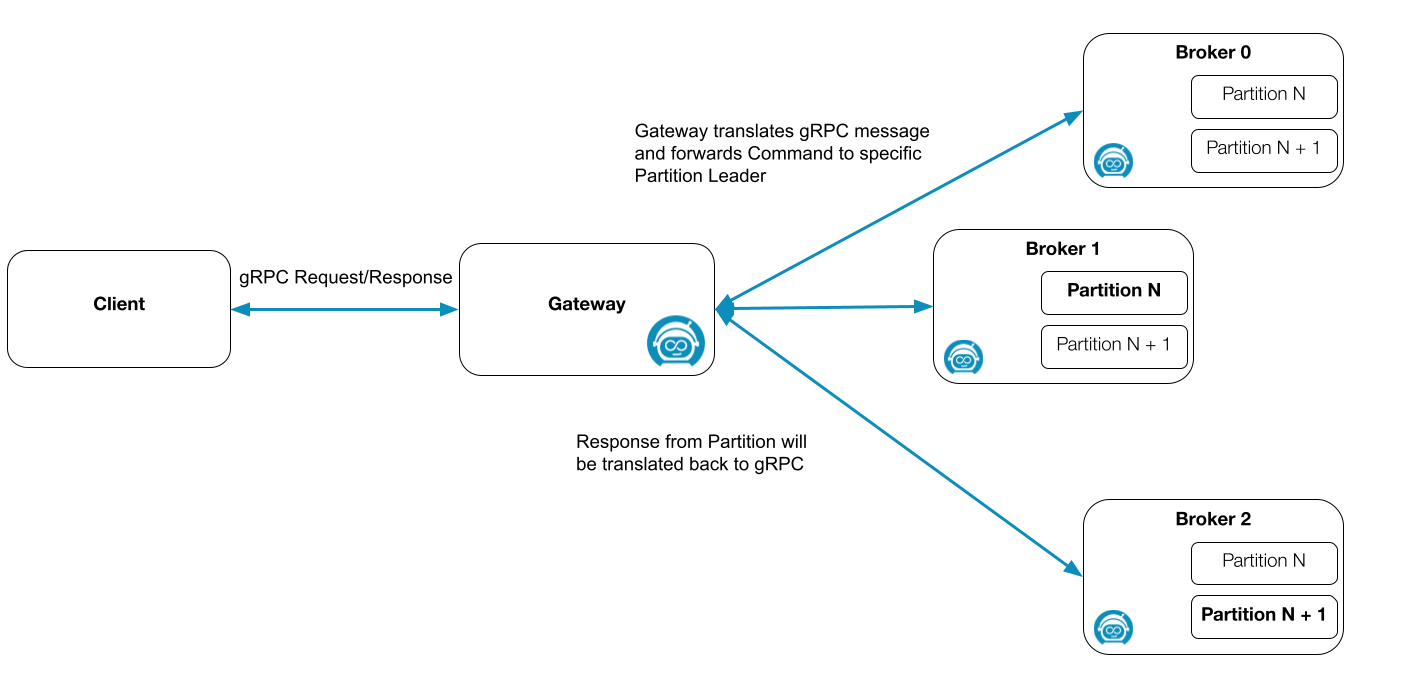 Broker 0
Partition N
Partition N + 1
Gateway translates gRPC message
and forwards Command to specific
Partition Leader
Broker 1
Partition N
Partition N + 1
gRPC Request/Response
Client
Gateway
Response from Partition will
be translated back to gRPC
Broker 2
Partition N
Partition N + 1